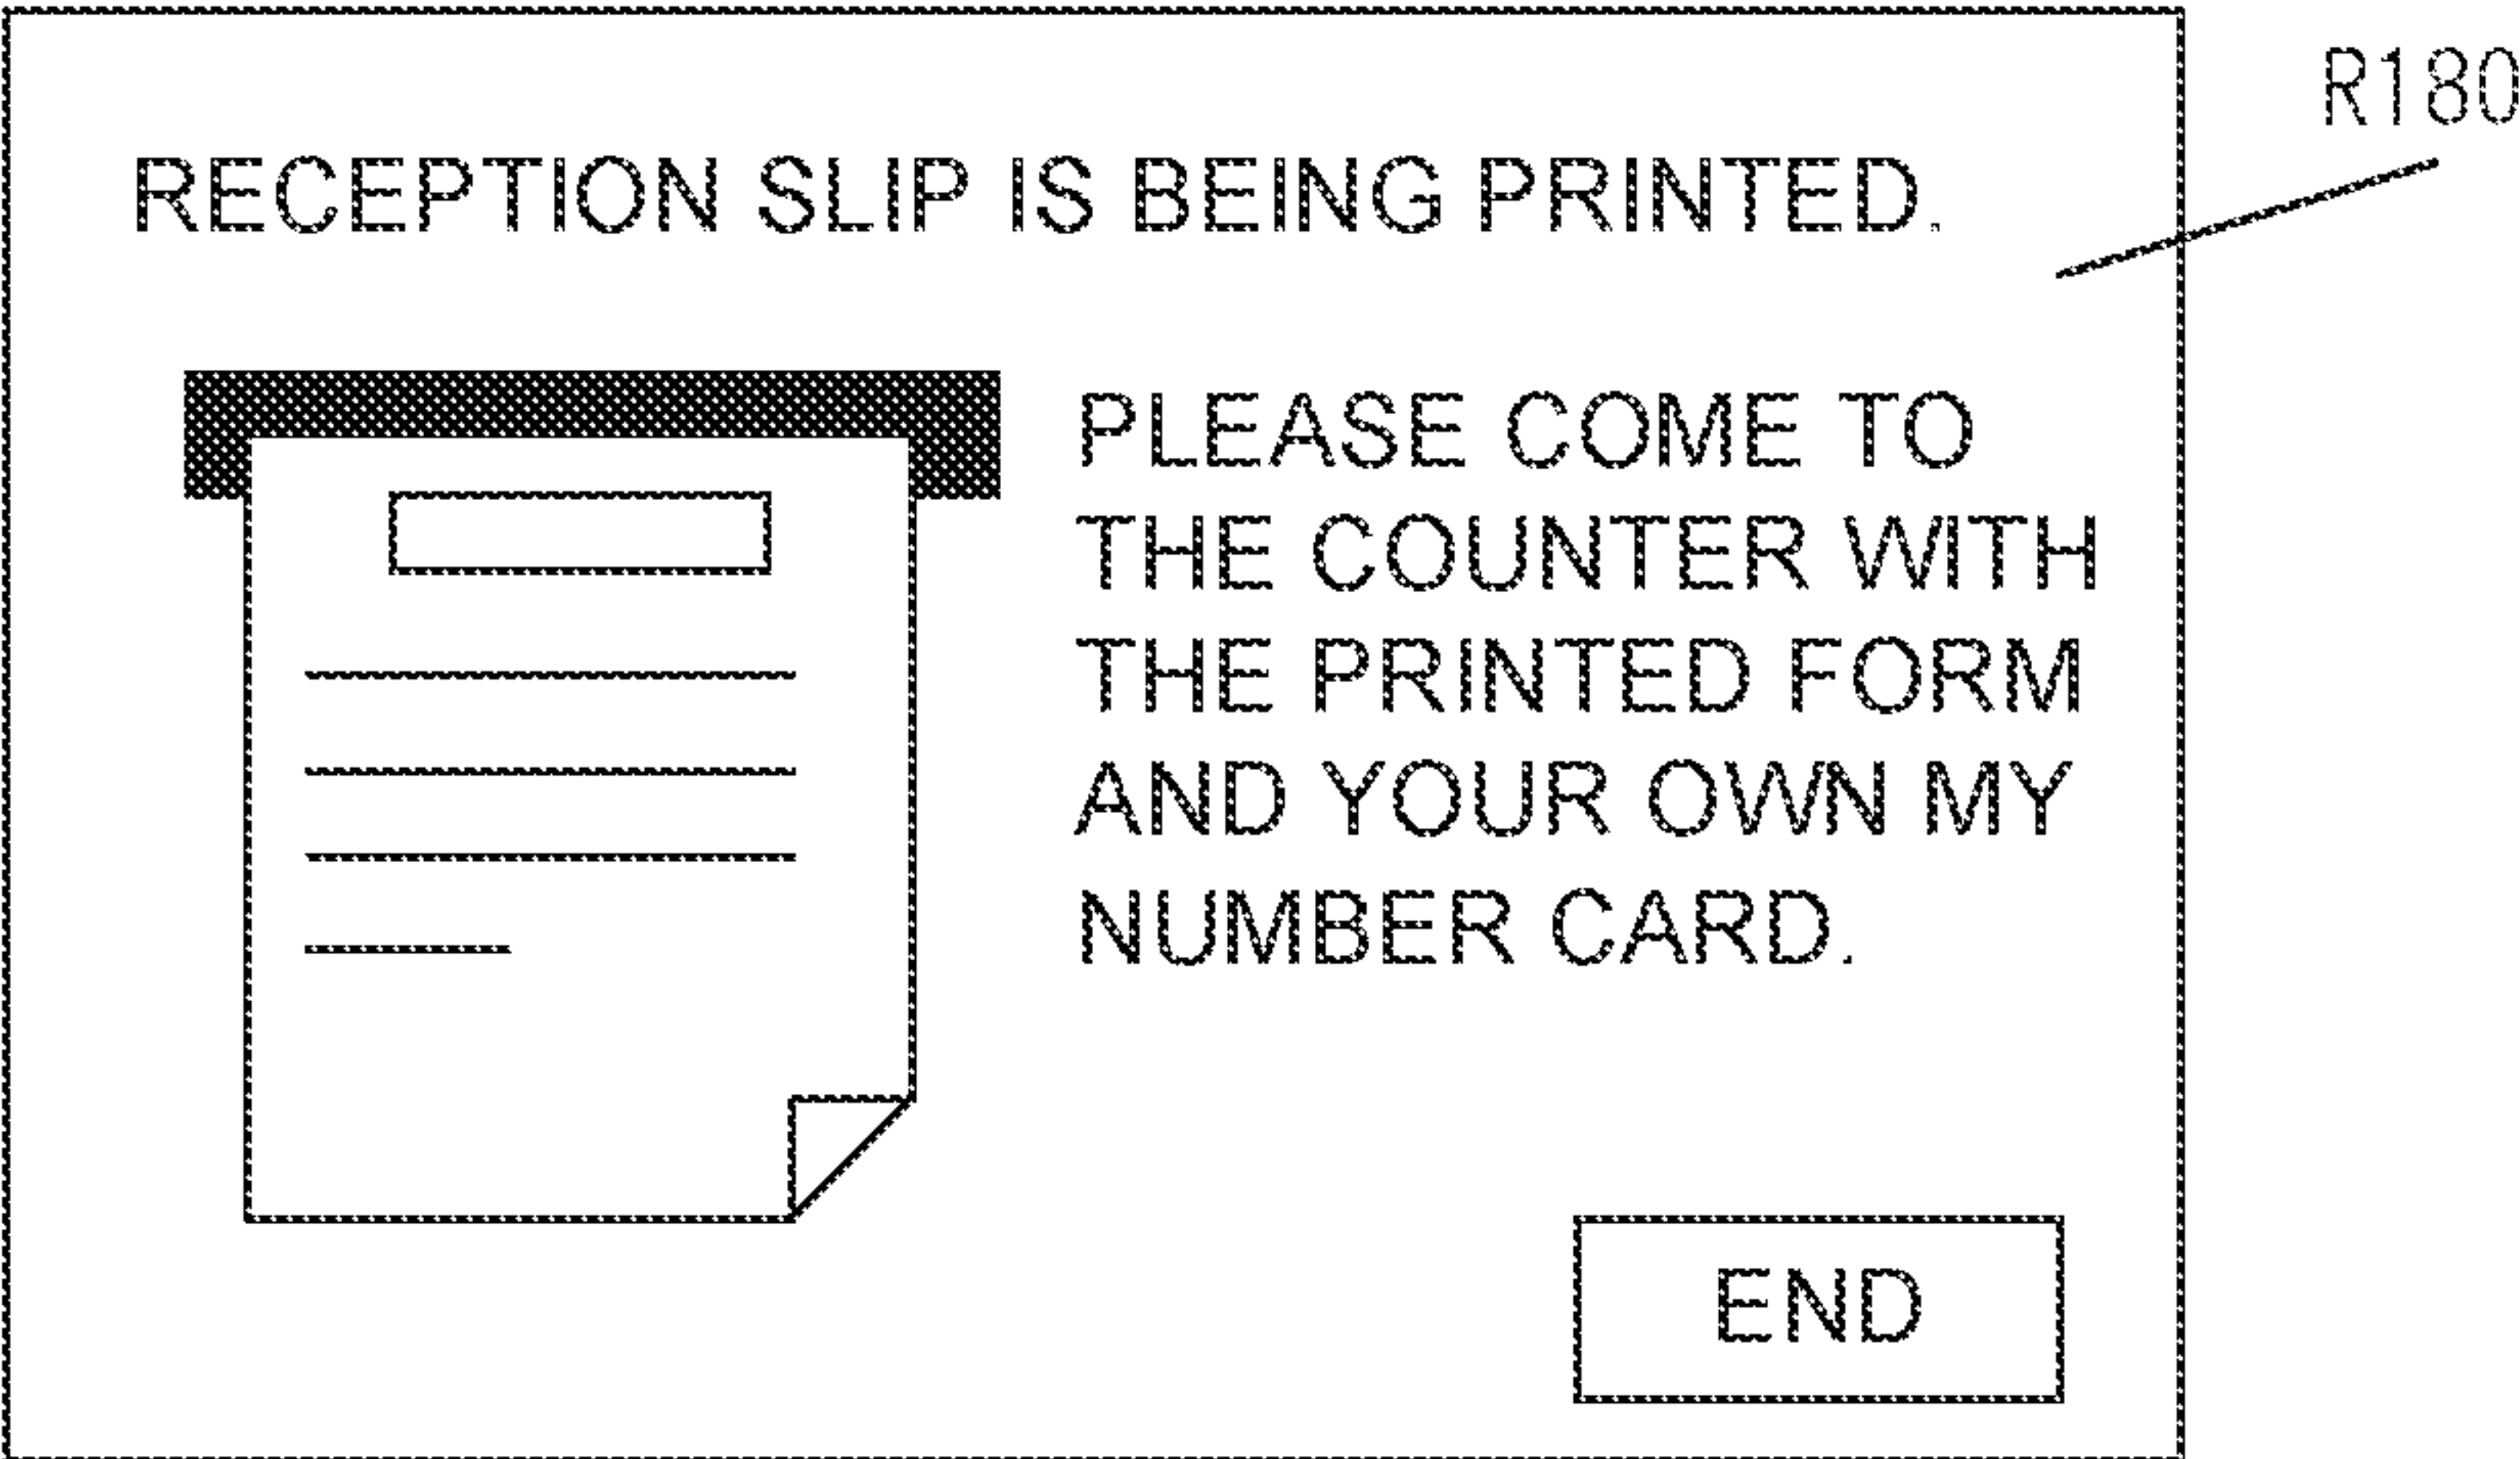 R180
RECEPTION SLIP IS BEING PRINTED.
PLEASE COME TO
THE COUNTER WITH
THE PRINTED FORM
AND YOUR OWN MY
NUMBER CARD.
END